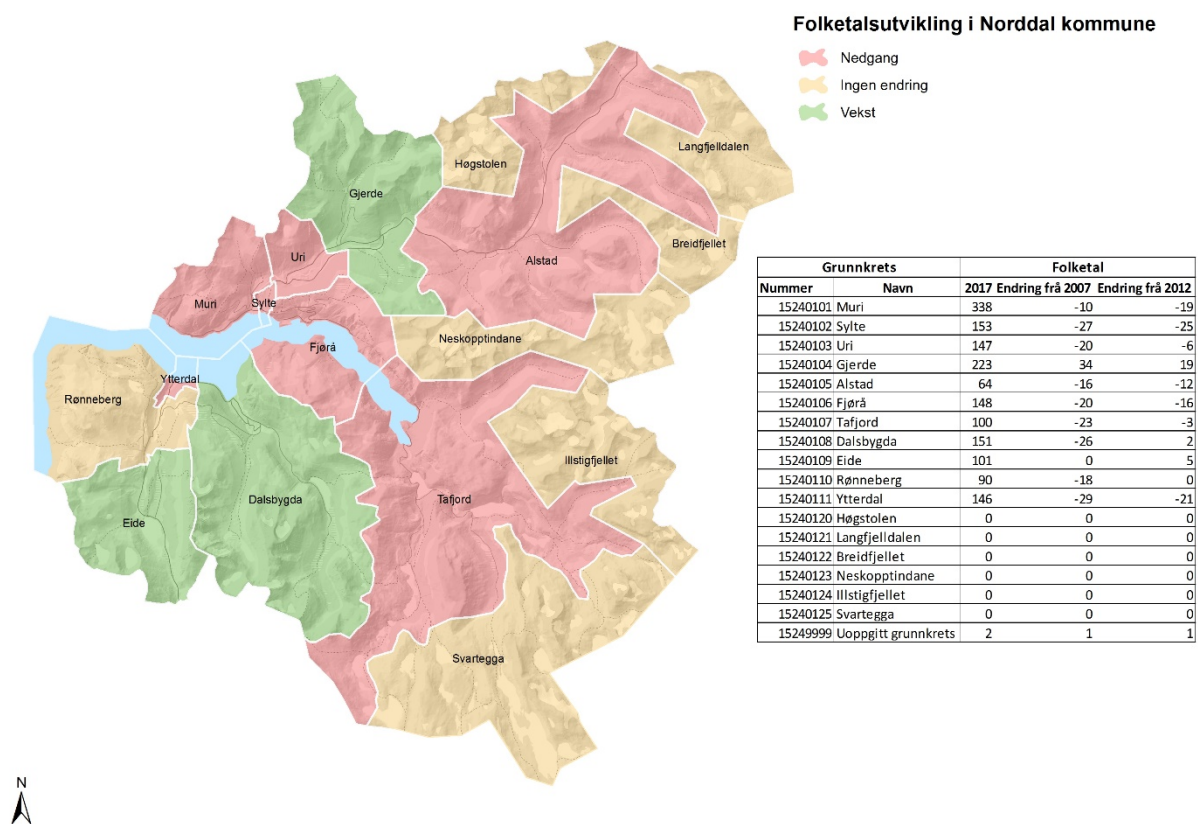 Folketalsutvikling i Norddal kommune
Nedgang
Ingen endring
Vekst
Langfjelldalen
Høgstolen
Gjerde
Breidfjellet
Uri
Alstad
Muri
Sylte
Neskopptindane
Fjørå
Ytterdal
Rønneberg
Illstigfjellet
Dalsbygda
Tafjord
Eide
Svartegga
N
Grunnkrets Folketal
Nummer Navn 2017 Endring frå 2007 Endring frå 2012
15240101 Muri 338 -10 -19
15240102 Sylte 153 -27 -25
15240103 Uri 147 -20 -6
15240104 Gjerde 223 34 19
15240105 Alstad 64 -16 -12
15240106 Fjørå 148 -20 -16
15240107 Tafjord 100 -23 -3
15240108 Dalsbygda 151 -26 2
15240109 Eide 101 0 5
15240110 Rønneberg 90 -18 0
15240111 Ytterdal 146 -29 -21
15240120 Høgstolen 0 0 0
15240121 Langfjelldalen 0 0 0
15240122 Breidfjellet 0 0 0
15240123 Neskopptindane 0 0 0
15240124 Illstigfjellet 0 0 0
15240125 Svartegga 0 0 0
15249999 Uoppgitt grunnkrets 2 1 1